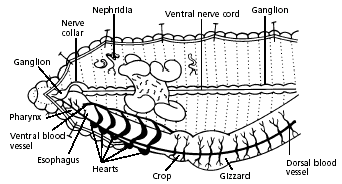 Nephridia
Nerve
collar
Ventral nerve cord
Ganglion
Ganglion
Pharynx
Ventral blood
vessel
Esophagus
Hearts
Crop
Gizzard
Dorsal blood
vessel